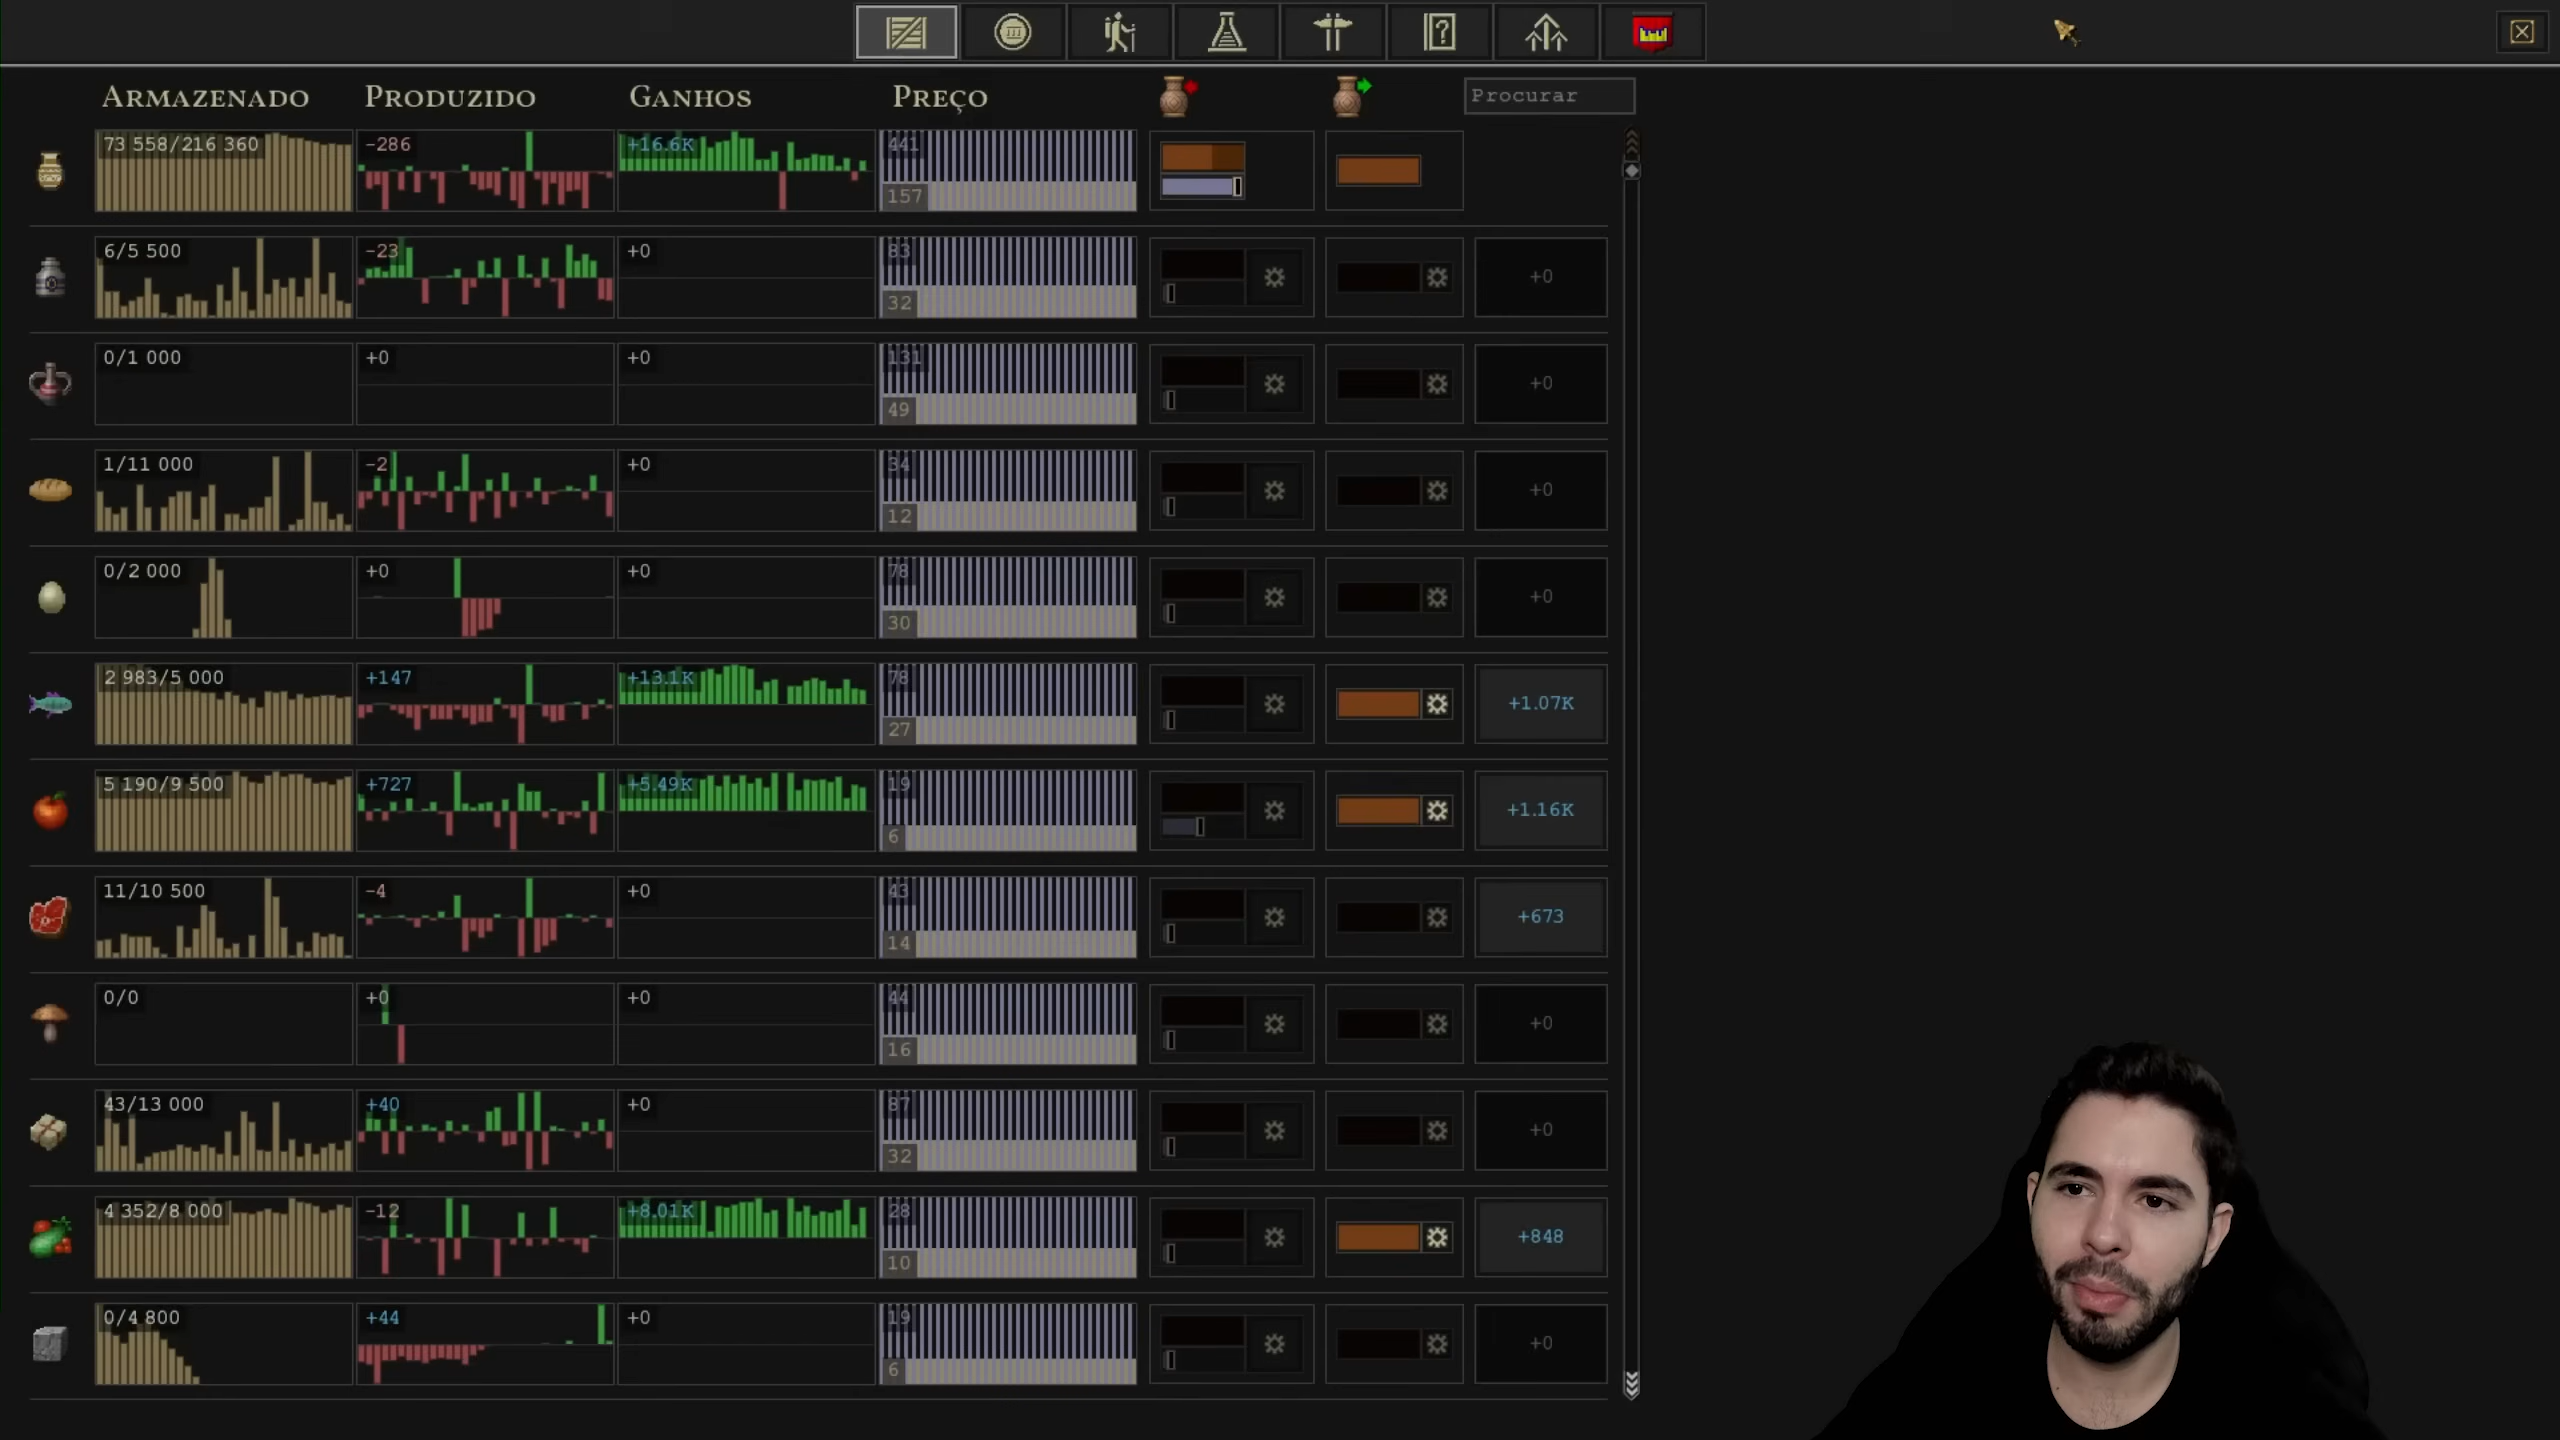 ARMAZENADO PRODUZIDO GANHOS PREÇO Procurar
73 558/216 360 -286 +16.6K 441
157
6/5 500 -23 +0 83 +0
32
0/1 000 +0 +0 131 +0
49
1/11 000 -2 +0 34 +0
12
0/2 000 +0 +0 78 +0
30
2 983/5 000 +147 +13.1K 78 +1.07K
27
5 190/9 500 +727 +5.49K 19 +1.16K
6
11/10 500 -4 +0 43 +673
14
0/0 +0 +0 44 +0
16
43/13 000 +40 +0 87 +0
32
4 352/8 000 -12 +8.01K 28 +848
10
0/4 800 +44 +0 19 +0
6